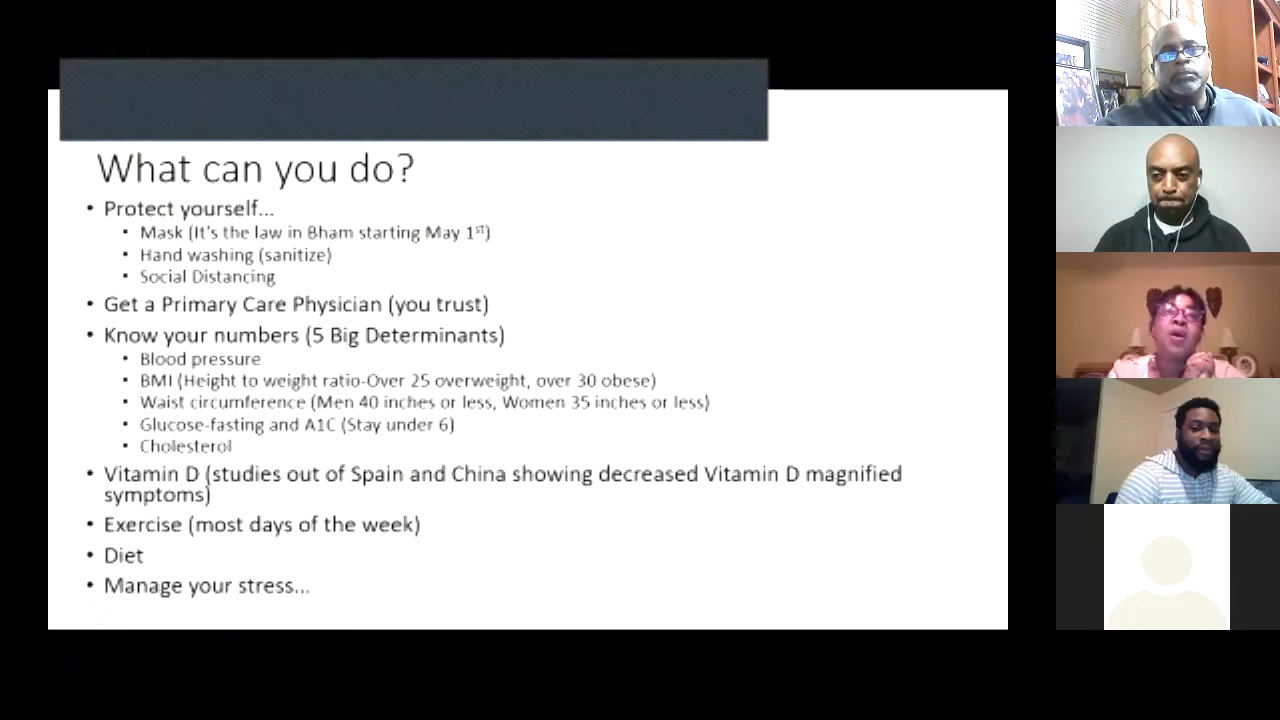 What can you do?
• Protect yourself...
• Mask (It's the law in Bham starting May 1st)
• Hand washing (sanitize)
• Social Distancing
• Get a Primary Care Physician (you trust)
• Know your numbers (5 Big Determinants)
• Blood pressure
• BMI (Height to weight ratio-Over 25 overweight, over 30 obese)
• Waist circumference (Men 40 inches or less, Women 35 inches or less)
• Glucose-fasting and A1C (Stay under 6)
• Cholesterol
• Vitamin D (studies out of Spain and China showing decreased Vitamin D magnified
symptoms)
• Exercise (most days of the week)
• Diet
• Manage your stress...